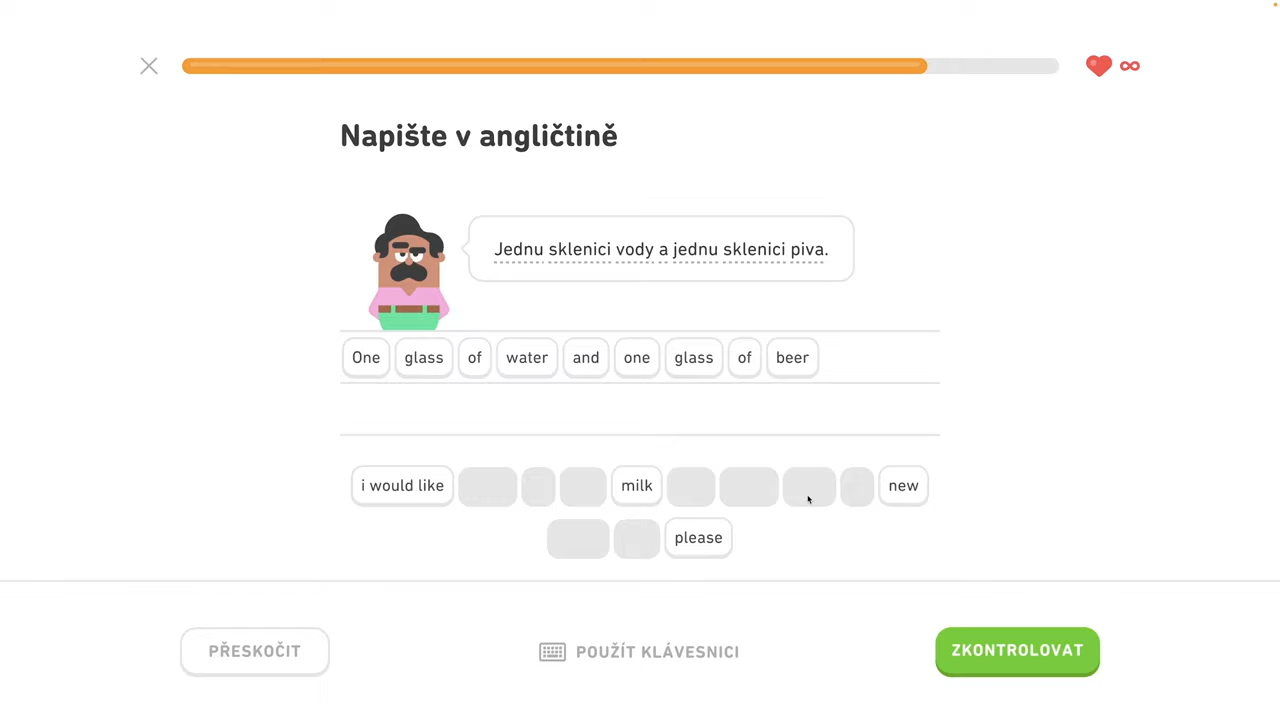 ∞
Napište v angličtině
Jednu sklenici vody a jednu sklenici piva.
One glass of water and one glass of beer
i would like milk new
please
PŘESKOČIT POUŽÍT KLÁVESNICI ZKONTROLOVAT